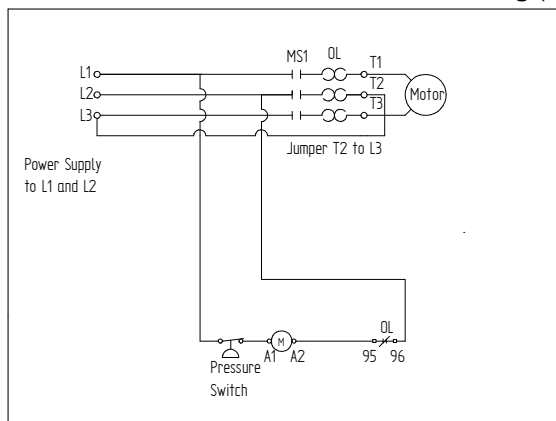 MS1 OL
L1 T1
L2 T2
Motor
L3 T3
Jumper T2 to L3
Power Supply
to L1 and L2
OL
M
A1 A2 95 96
Pressure
Switch